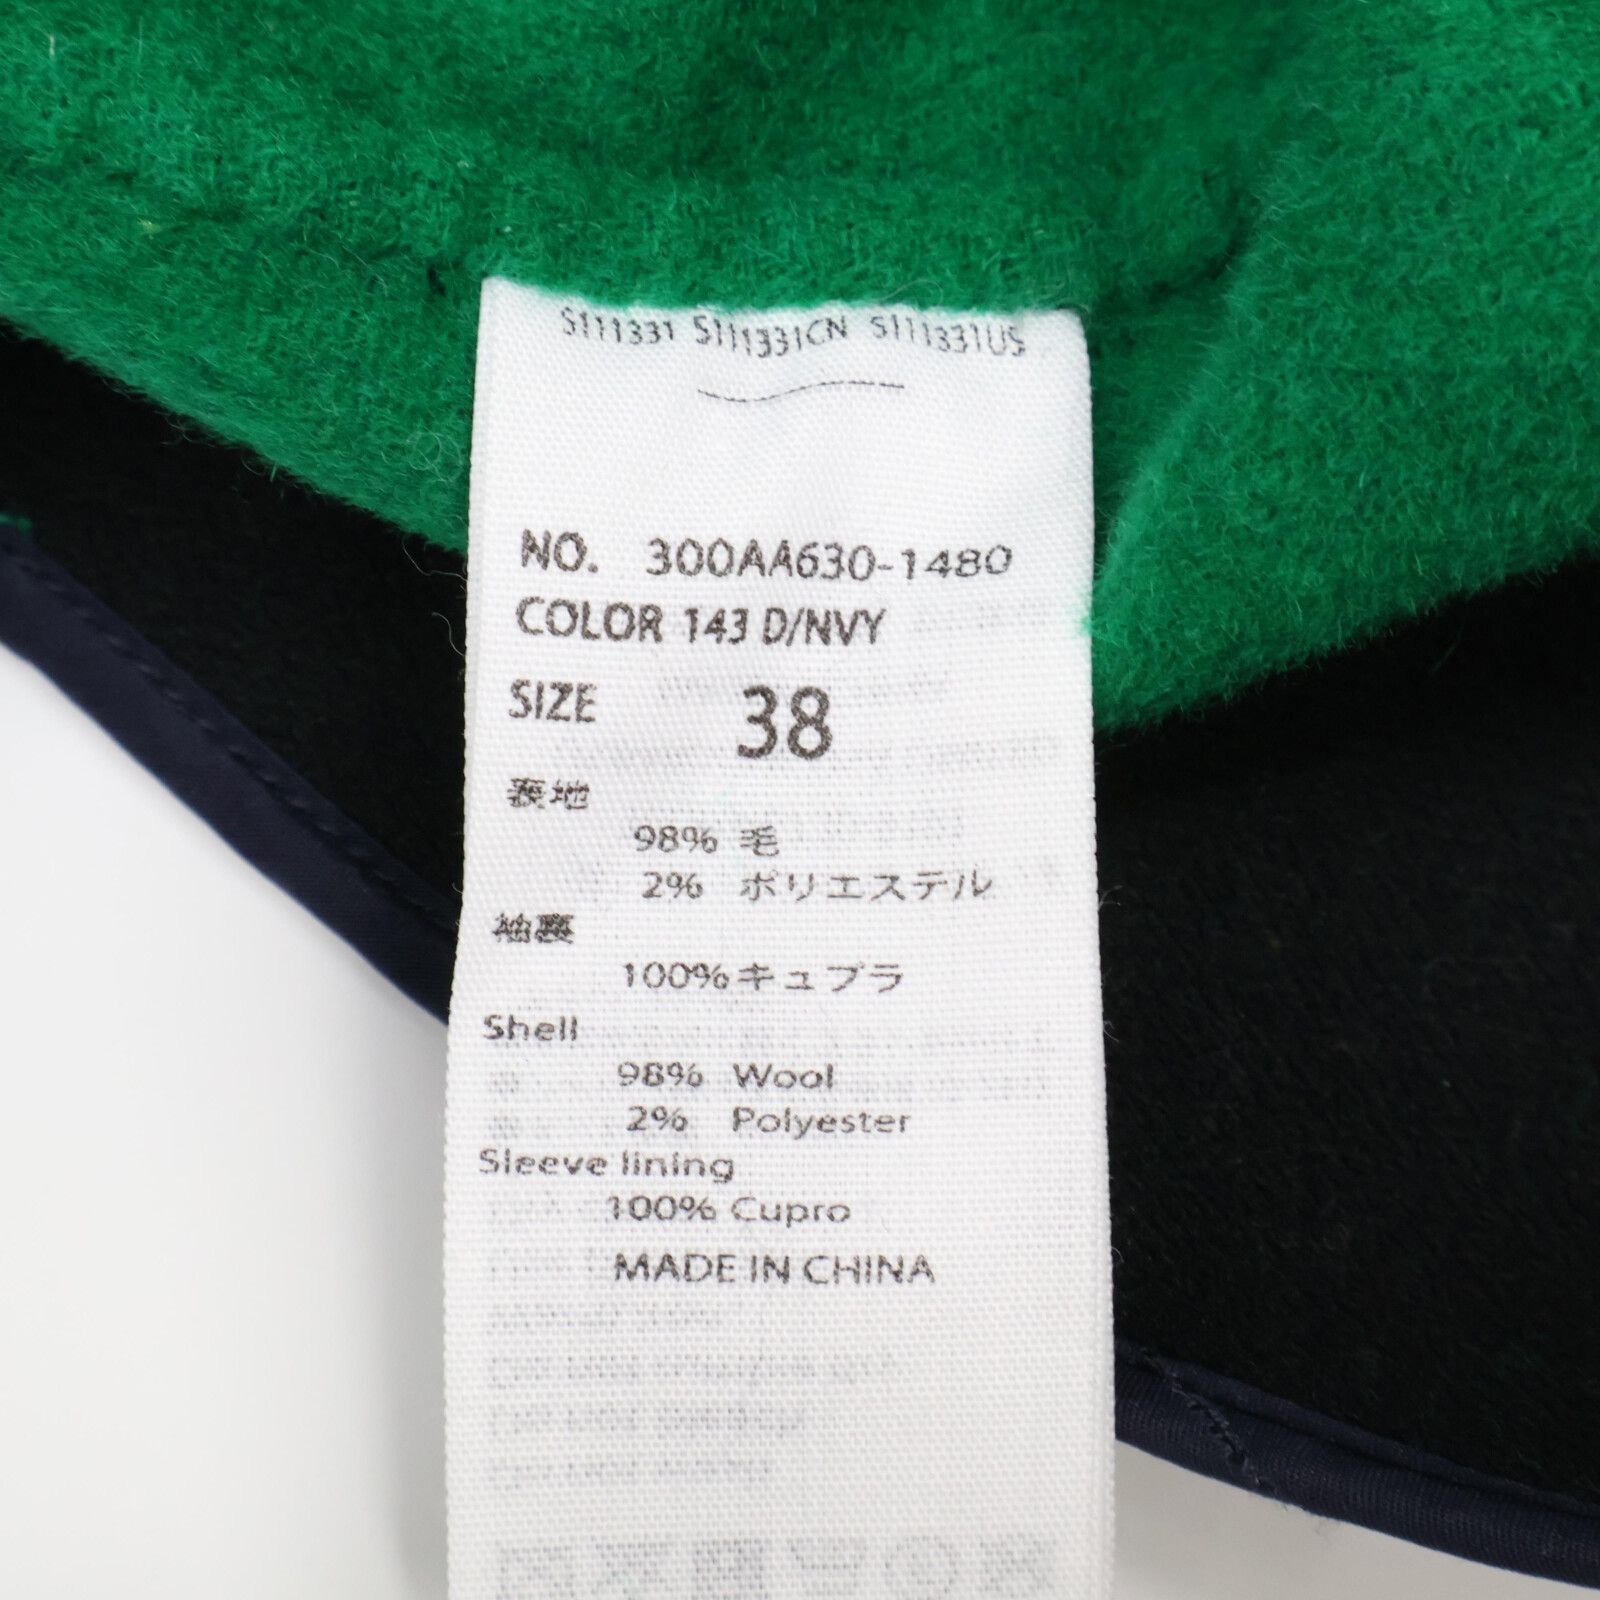 S111331 S111331CN S111331US
NO. 300AA630-1480
COLOR 143 D/NVY
SIZE 38
表地
98% 毛
2% ポリエステル
袖裏
100% キュプラ
Shell
98% Wool
2% Polyester
Sleeve lining
100% Cupro
MADE IN CHINA